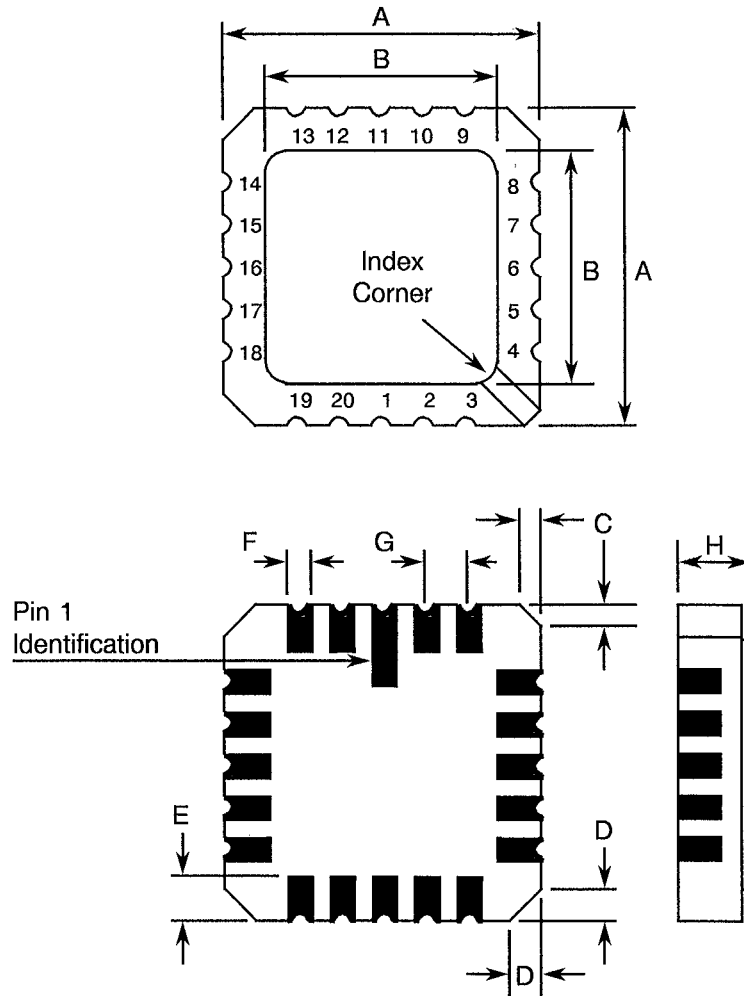 A
B
13 12 11 10 9
14 8
15 7
16 Index 6 B A
Corner
17 5
18 4
19 20 1 2 3
C
F G H
Pin 1
Identification
E D
D